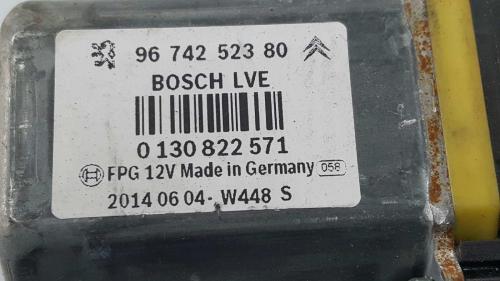 96 742 523 80
BOSCH LVE
0 130 822 571
FPG 12V Made in Germany 058
2014 06 04- W448 S